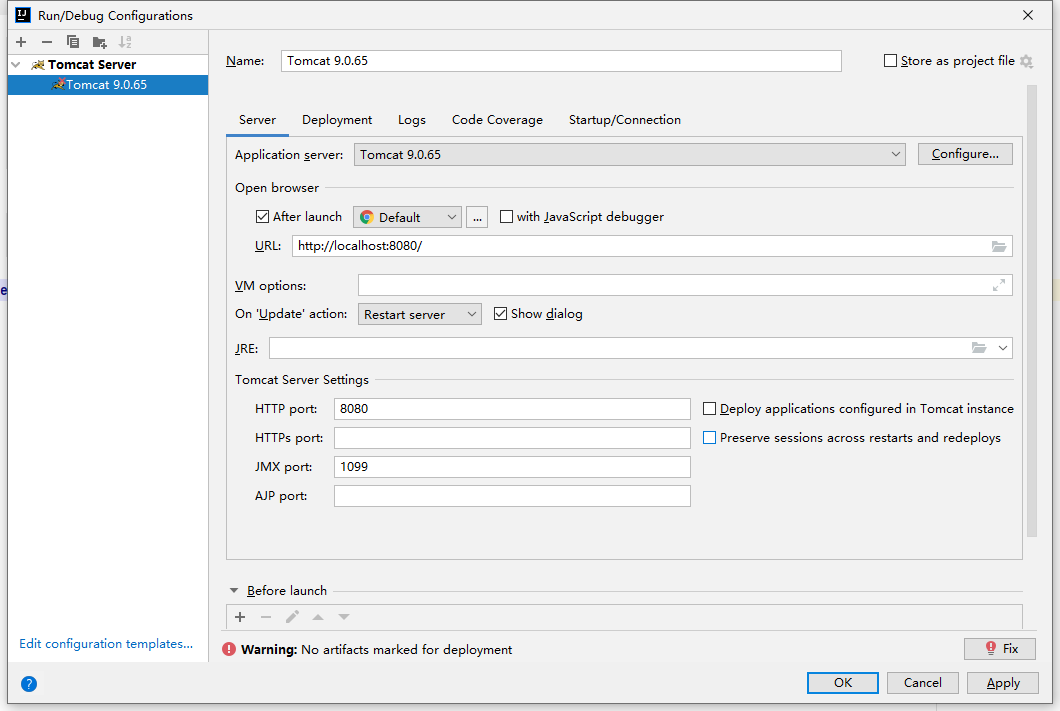 Run/Debug Configurations
Tomcat Server
Tomcat 9.0.65
Name: Tomcat 9.0.65
Store as project file
Server Deployment Logs Code Coverage Startup/Connection
Application server: Tomcat 9.0.65 Configure...
Open browser
After launch Default ... with JavaScript debugger
URL: http://localhost:8080/
VM options:
On 'Update' action: Restart server Show dialog
JRE:
Tomcat Server Settings
HTTP port: 8080 Deploy applications configured in Tomcat instance
HTTPs port: Preserve sessions across restarts and redeploys
JMX port: 1099
AJP port:
Before launch
Edit configuration templates...
Warning: No artifacts marked for deployment Fix
? OK Cancel Apply